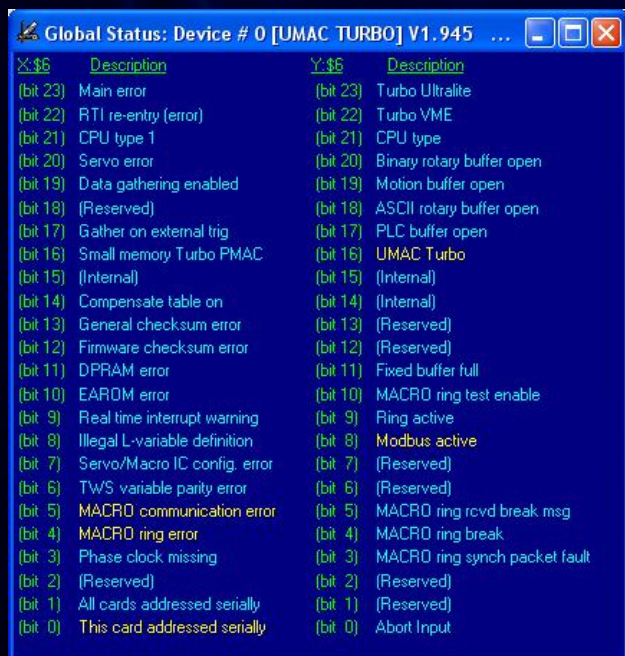 Global Status: Device # 0 [UMAC TURBO] V1.945 ...
X:$6 Description Y:$6 Description
(bit 23) Main error (bit 23) Turbo Ultralite
(bit 22) RTI re-entry (error) (bit 22) Turbo VME
(bit 21) CPU type 1 (bit 21) CPU type
(bit 20) Servo error (bit 20) Binary rotary buffer open
(bit 19) Data gathering enabled (bit 19) Motion buffer open
(bit 18) (Reserved) (bit 18) ASCII rotary buffer open
(bit 17) Gather on external trig (bit 17) PLC buffer open
(bit 16) Small memory Turbo PMAC (bit 16) UMAC Turbo
(bit 15) (Internal) (bit 15) (Internal)
(bit 14) Compensate table on (bit 14) (Internal)
(bit 13) General checksum error (bit 13) (Reserved)
(bit 12) Firmware checksum error (bit 12) (Reserved)
(bit 11) DPRAM error (bit 11) Fixed buffer full
(bit 10) EAROM error (bit 10) MACRO ring test enable
(bit 9) Real time interrupt warning (bit 9) Ring active
(bit 8) Illegal L-variable definition (bit 8) Modbus active
(bit 7) Servo/Macro IC config. error (bit 7) (Reserved)
(bit 6) TWS variable parity error (bit 6) (Reserved)
(bit 5) MACRO communication error (bit 5) MACRO ring rcvd break msg
(bit 4) MACRO ring error (bit 4) MACRO ring break
(bit 3) Phase clock missing (bit 3) MACRO ring synch packet fault
(bit 2) (Reserved) (bit 2) (Reserved)
(bit 1) All cards addressed serially (bit 1) (Reserved)
(bit 0) This card addressed serially (bit 0) Abort Input